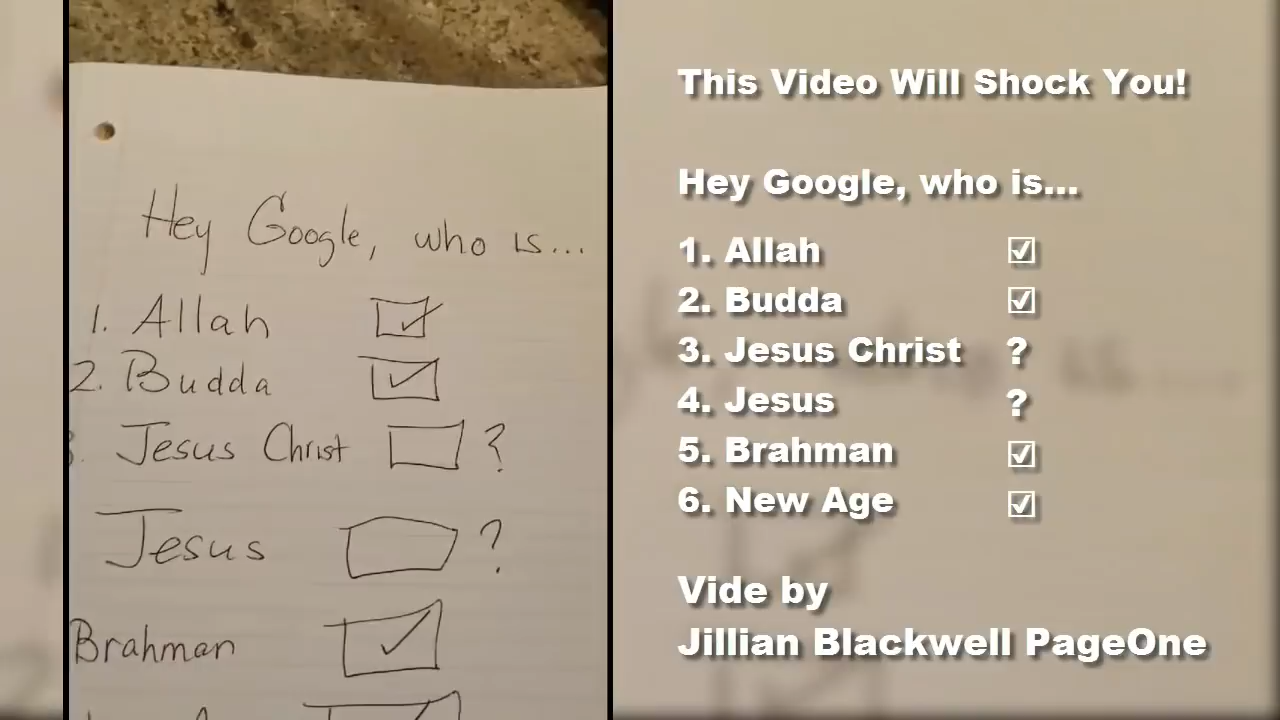 Hey Google, who is...
1. Allah ☑
2. Budda ☑
3. Jesus Christ ☐ ?
Jesus ☐ ?
Brahman ☑
This Video Will Shock You!
Hey Google, who is...
1. Allah ☑
2. Budda ☑
3. Jesus Christ ?
4. Jesus ?
5. Brahman ☑
6. New Age ☑
Vide by
Jillian Blackwell PageOne